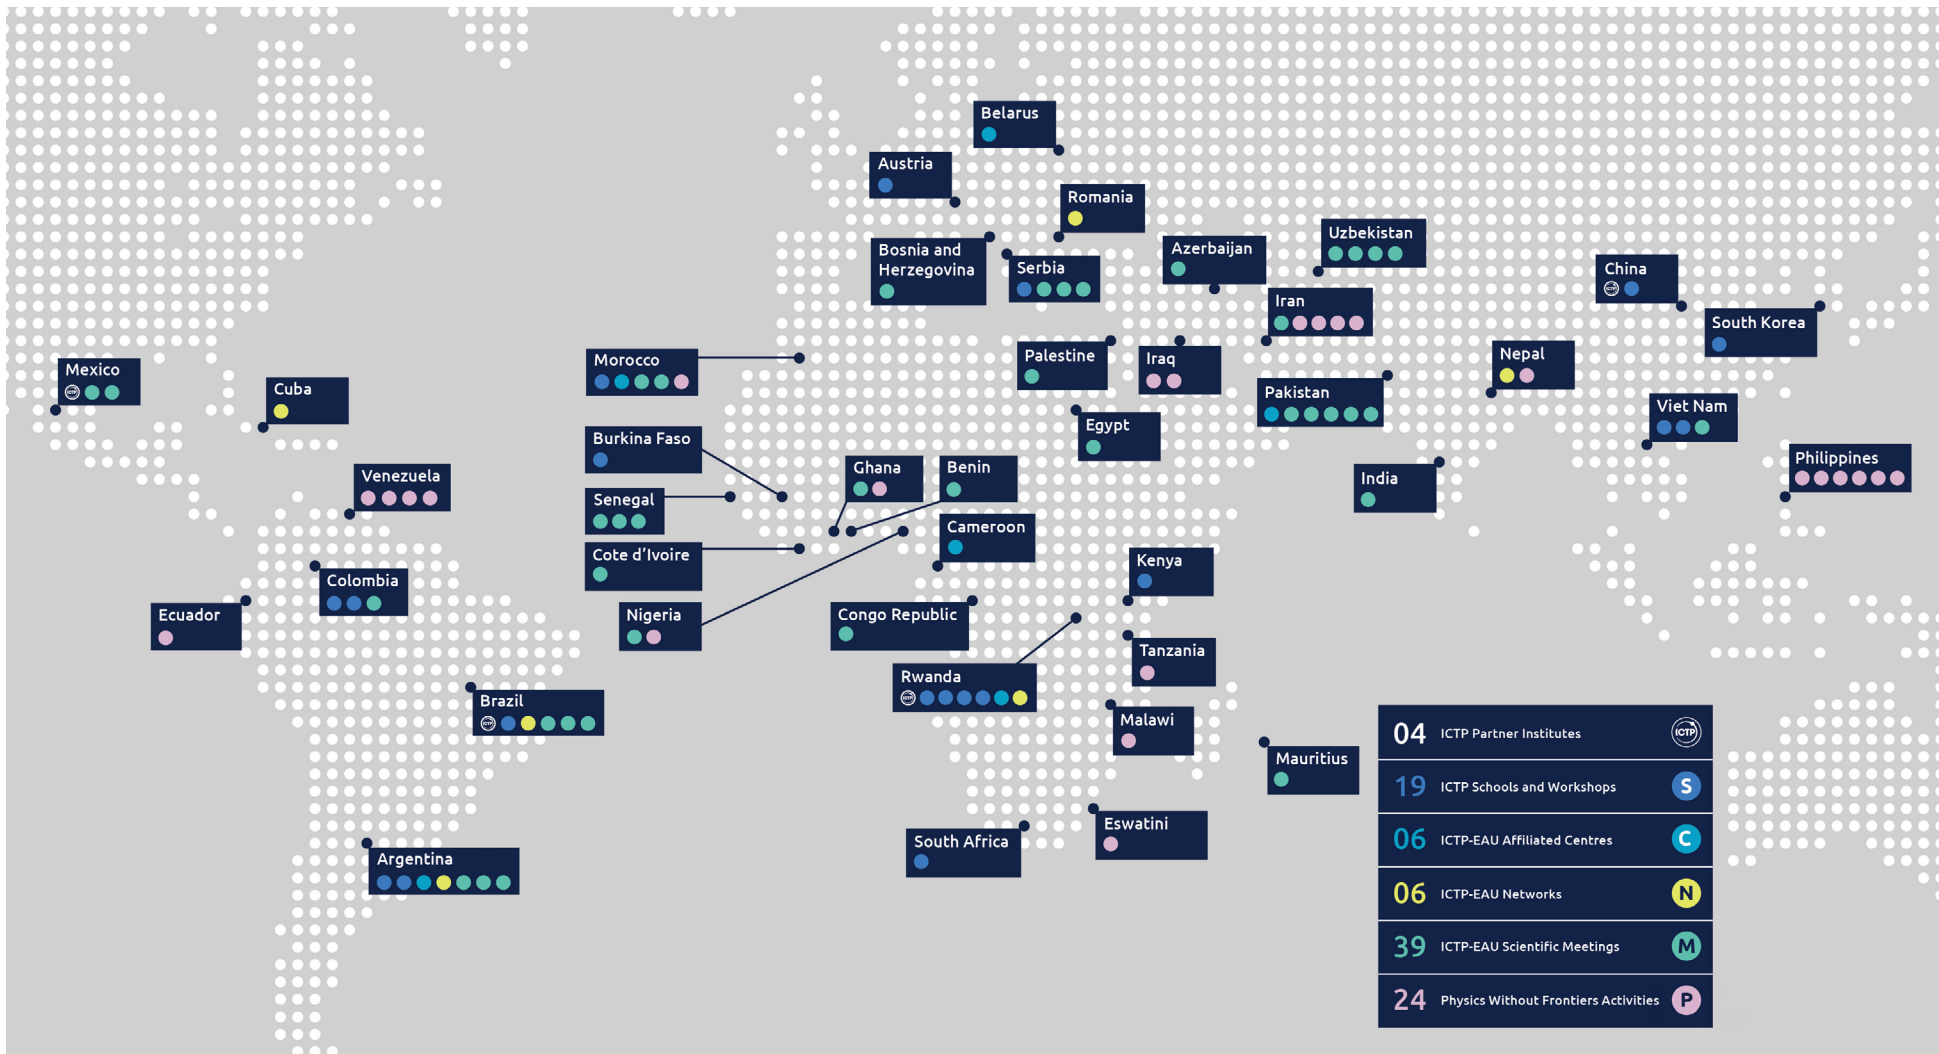 Belarus
Austria
Romania
Uzbekistan
Azerbaijan
Bosnia and
Herzegovina
Serbia
China
ICTP
Iran
South Korea
Morocco
Palestine
Iraq
Nepal
Mexico
ICTP
Cuba
Pakistan
Viet Nam
Egypt
Burkina Faso
Ghana
Benin
Philippines
Venezuela
India
Senegal
Cameroon
Cote d'Ivoire
Kenya
Colombia
Ecuador
Nigeria
Congo Republic
Tanzania
Rwanda
ICTP
Brazil
ICTP
Malawi
Mauritius
Eswatini
South Africa
Argentina
04 ICTP Partner Institutes ICTP
19 ICTP Schools and Workshops S
06 ICTP-EAU Affiliated Centres C
06 ICTP-EAU Networks N
39 ICTP-EAU Scientific Meetings M
24 Physics Without Frontiers Activities P